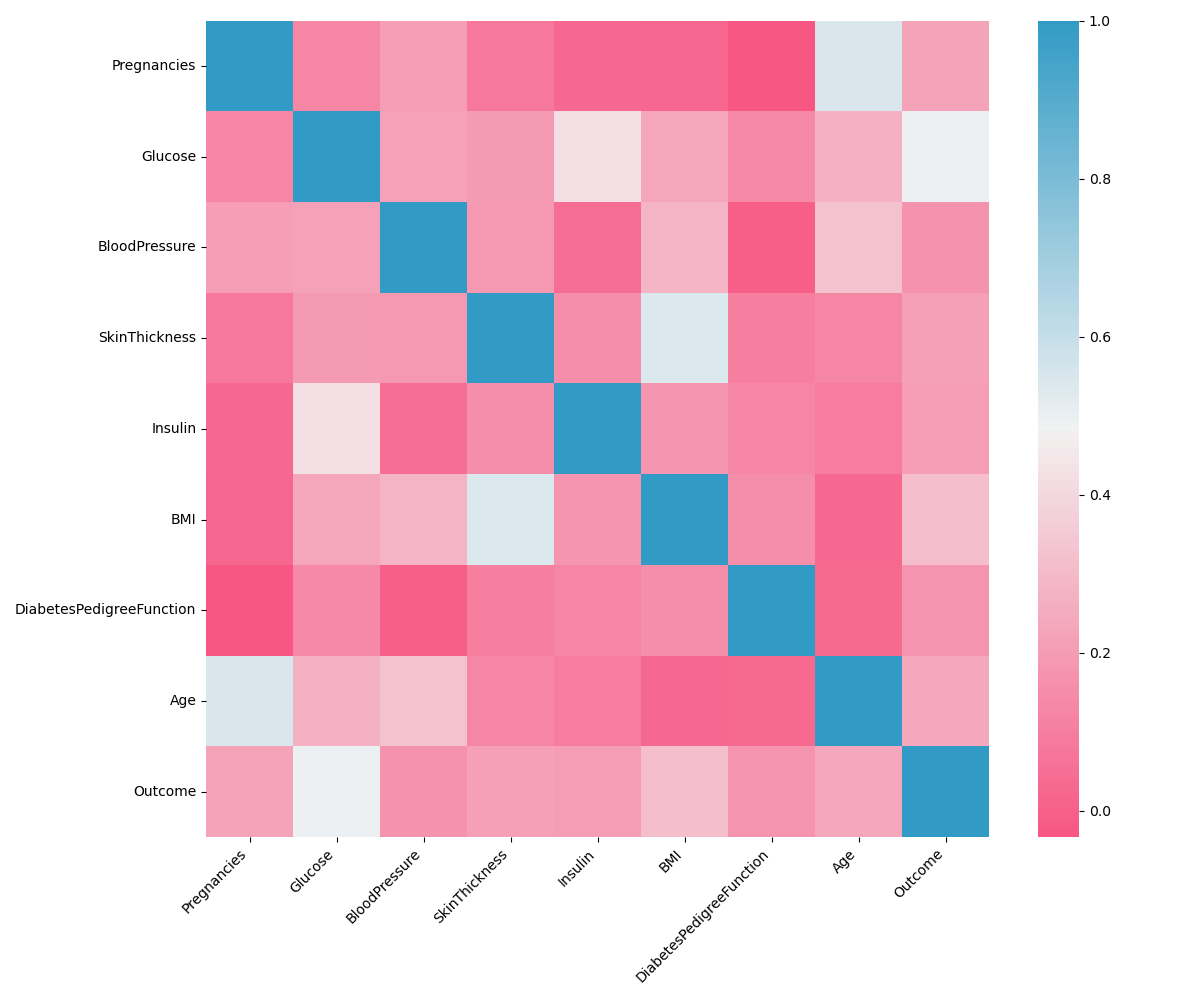 Pregnancies
Glucose
BloodPressure
SkinThickness
Insulin
BMI
DiabetesPedigreeFunction
Age
Outcome
Pregnancies
Glucose
BloodPressure
SkinThickness
Insulin
BMI
DiabetesPedigreeFunction
Age
Outcome
1.0
0.8
0.6
0.4
0.2
0.0